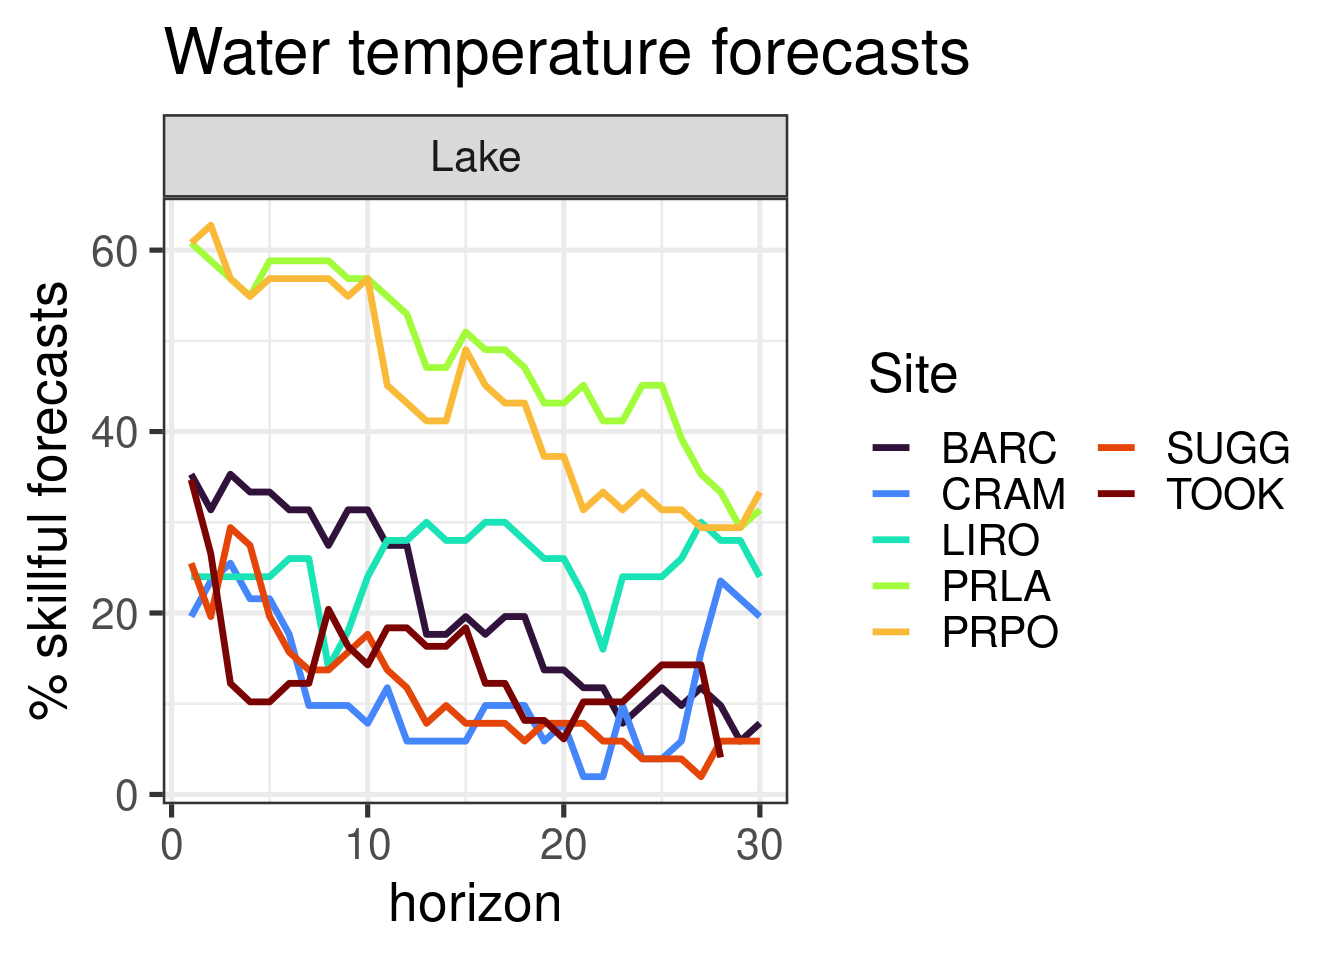 Water temperature forecasts
Lake
% skillful forecasts
60
40
20
0
0 10 20 30
horizon
Site
BARC SUGG
CRAM TOOK
LIRO
PRLA
PRPO